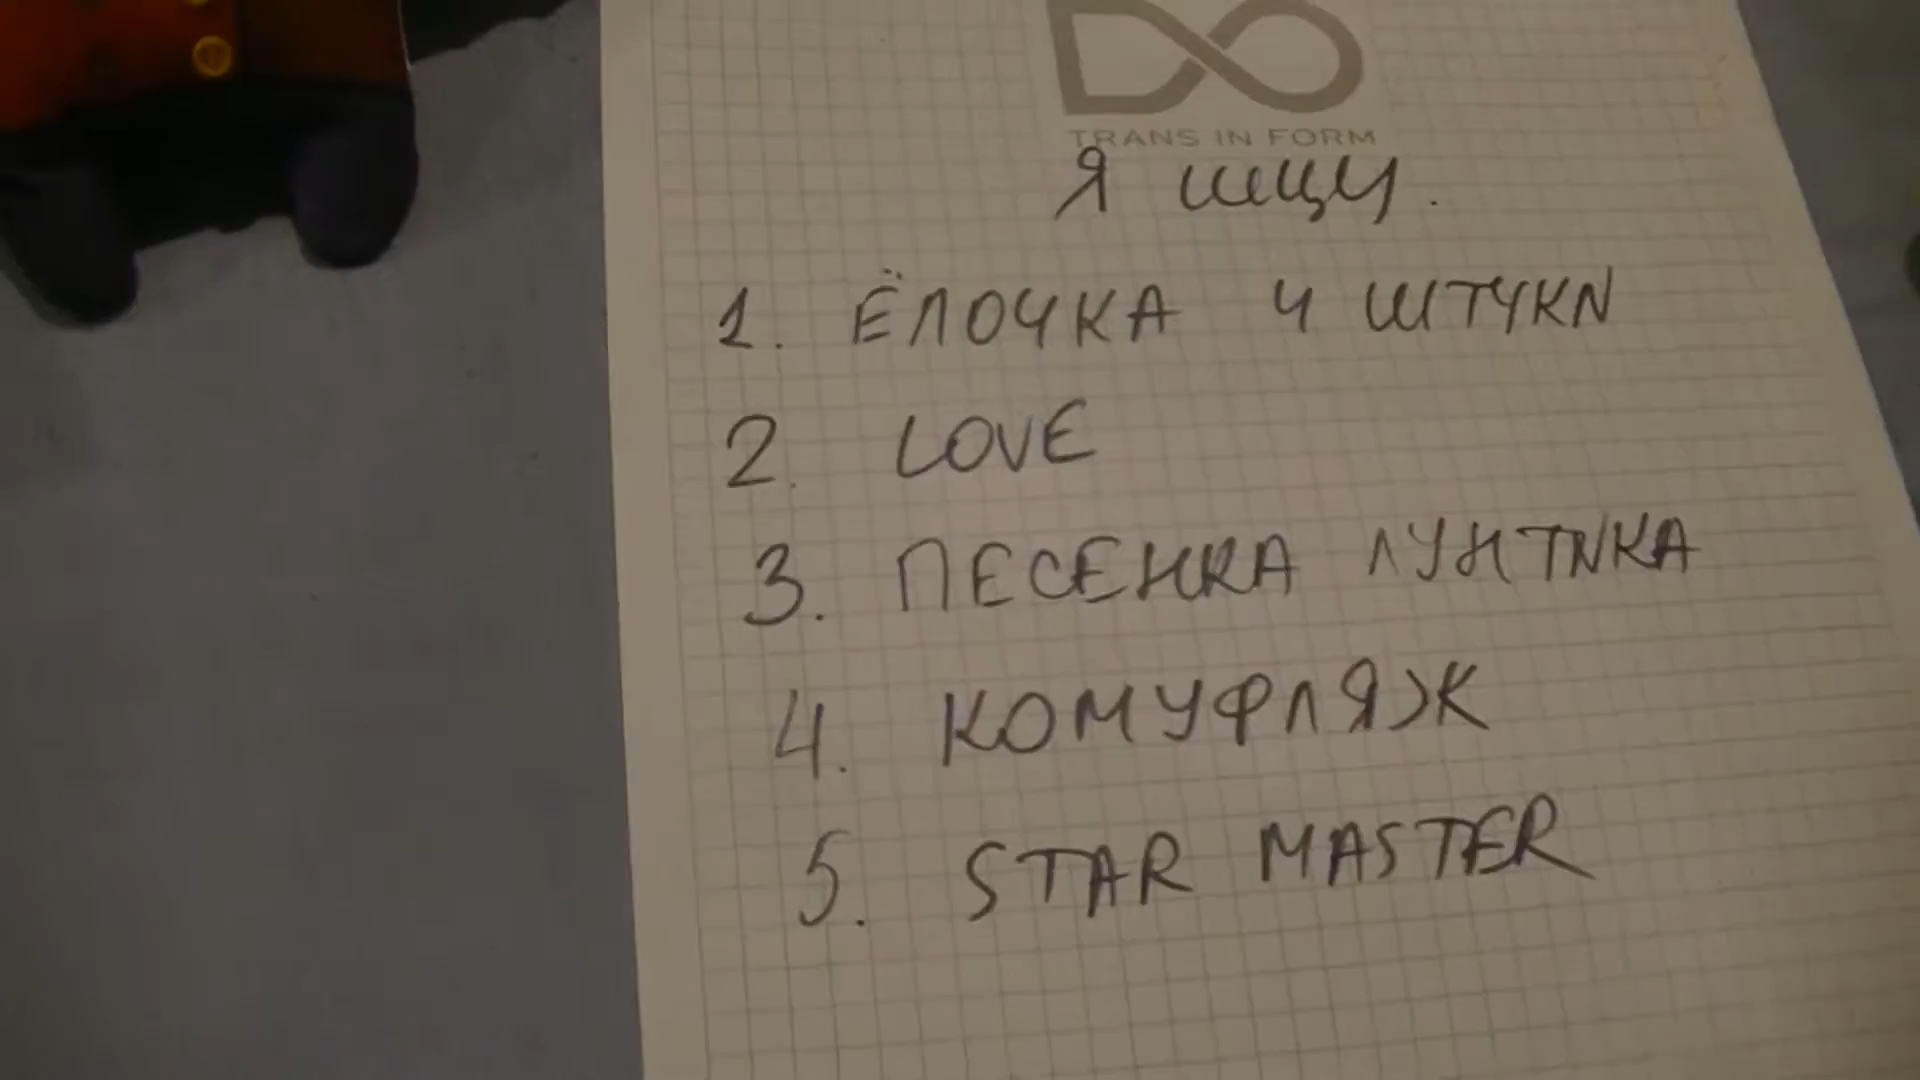 TRANS IN FORM
Я ищу.
1. ЁЛОЧКА 4 ШТУКИ
2. LOVE
3. ПЕСЕНКА ЛУНТИКА
4. КОМУФЛЯЖ
5. STAR MASTER